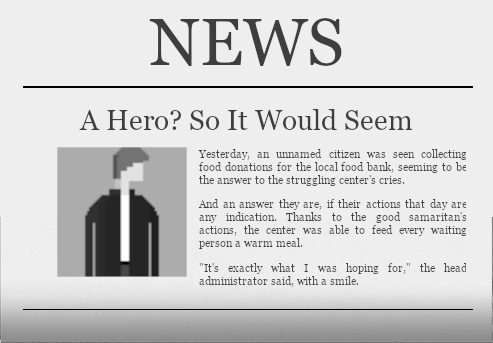 NEWS
A Hero? So It Would Seem
Yesterday, an unnamed citizen was seen collecting
food donations for the local food bank, seeming to be
the answer to the struggling center's cries.
And an answer they are, if their actions that day are
any indication. Thanks to the good samaritan's
actions, the center was able to feed every waiting
person a warm meal.
"It's exactly what I was hoping for," the head
administrator said, with a smile.